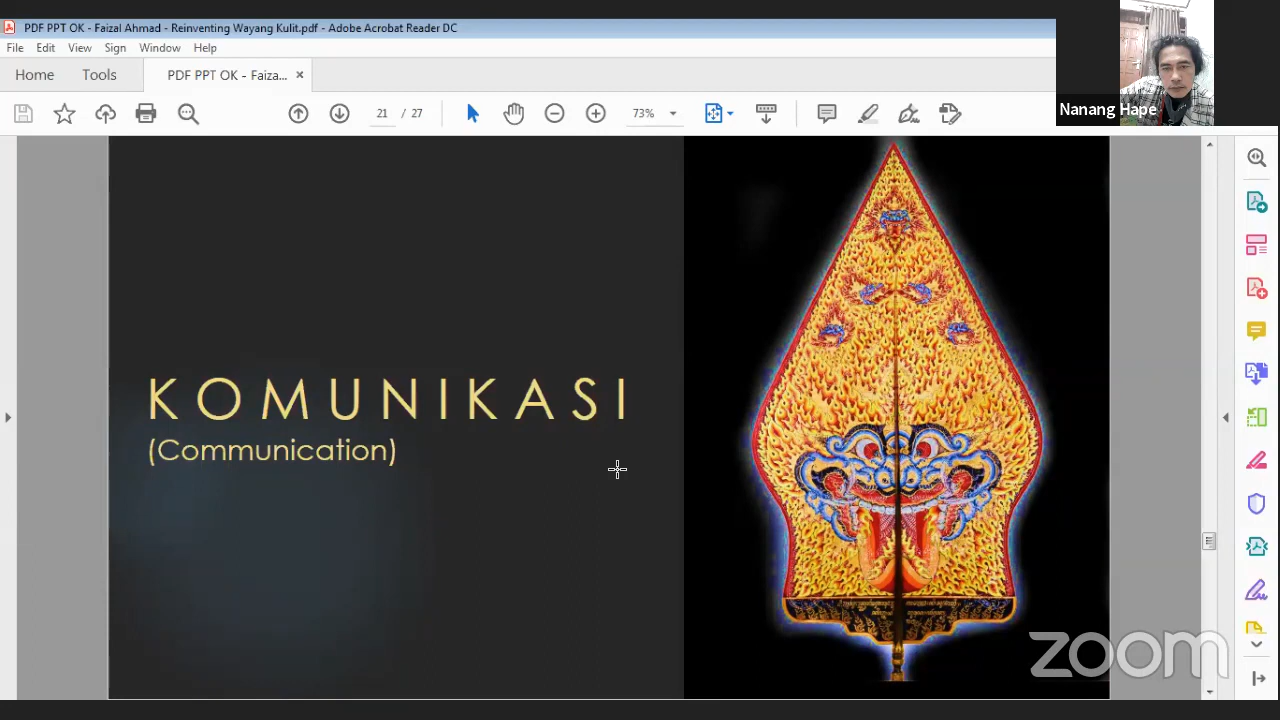 PDF PPT OK - Faizal Ahmad - Reinventing Wayang Kulit.pdf - Adobe Acrobat Reader DC
File Edit View Sign Window Help
Home Tools PDF PPT OK - Faiza... ×
21 / 27 73%
Nanang Hape
KOMUNIKASI
(Communication)
zoom